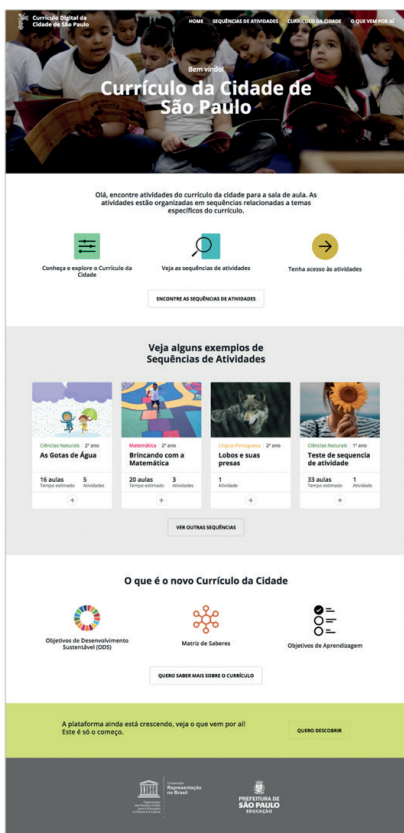 Currículo Digital da
Cidade de São Paulo
HOME SEQUÊNCIAS DE ATIVIDADES CURRÍCULO DA CIDADE O QUE VEM POR AÍ
Bem vindo!
Currículo da Cidade de
São Paulo
Olá, encontre atividades do currículo da cidade para a sala de aula. As
atividades estão organizadas em sequências relacionadas a temas
específicos do currículo.
Conheça e explore o Currículo da
Cidade
Veja as sequências de atividades
Tenha acesso às atividades
ENCONTRE AS SEQUÊNCIAS DE ATIVIDADES
Veja alguns exemplos de
Sequências de Atividades
Ciências Naturais 2º ano
As Gotas de Água
16 aulas 5
Tempo estimado Atividades
+
Matemática 2º ano
Brincando com a
Matemática
20 aulas 3
Tempo estimado Atividades
+
Língua Portuguesa 2º ano
Lobos e suas
presas
1
Atividade
+
Ciências Naturais 1º ano
Teste de sequencia
de atividade
33 aulas 1
Tempo estimado Atividade
+
VER OUTRAS SEQUÊNCIAS
O que é o novo Currículo da Cidade
Objetivos de Desenvolvimento
Sustentável (ODS)
Matriz de Saberes
Objetivos de Aprendizagem
QUERO SABER MAIS SOBRE O CURRÍCULO
A plataforma ainda está crescendo, veja o que vem por aí!
Este é só o começo.
QUERO DESCOBRIR
Representação
no Brasil
PREFEITURA DE
SÃO PAULO
EDUCAÇÃO